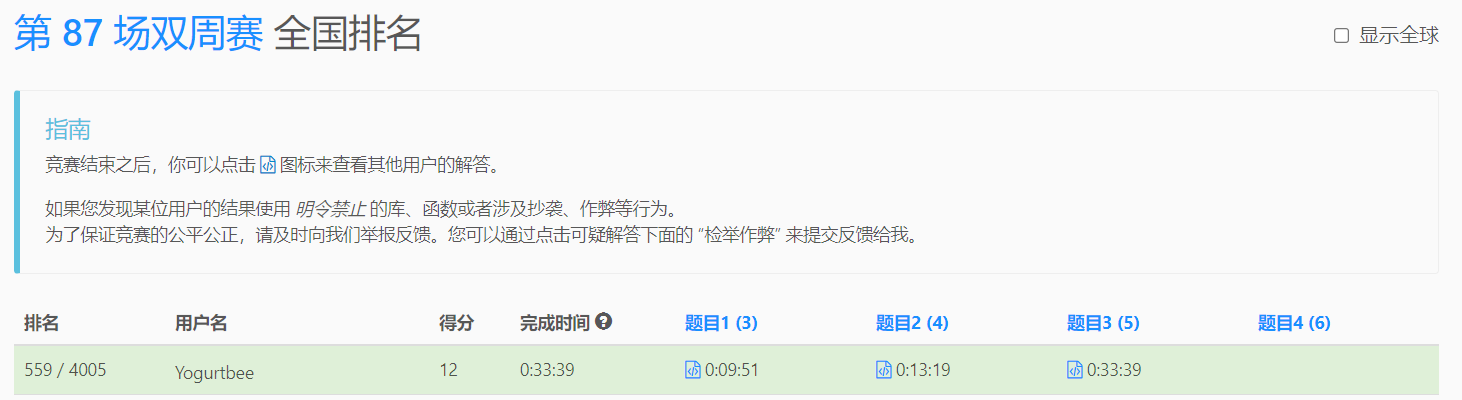 第 87 场双周赛 全国排名
显示全球
指南
竞赛结束之后，你可以点击 图标来查看其他用户的解答。
如果您发现某位用户的结果使用 明令禁止 的库、函数或者涉及抄袭、作弊等行为。
为了保证竞赛的公平公正，请及时向我们举报反馈。您可以通过点击可疑解答下面的 “检举作弊” 来提交反馈给我。
排名 用户名 得分 完成时间 题目1 (3) 题目2 (4) 题目3 (5) 题目4 (6)
559 / 4005 Yogurtbee 12 0:33:39 0:09:51 0:13:19 0:33:39